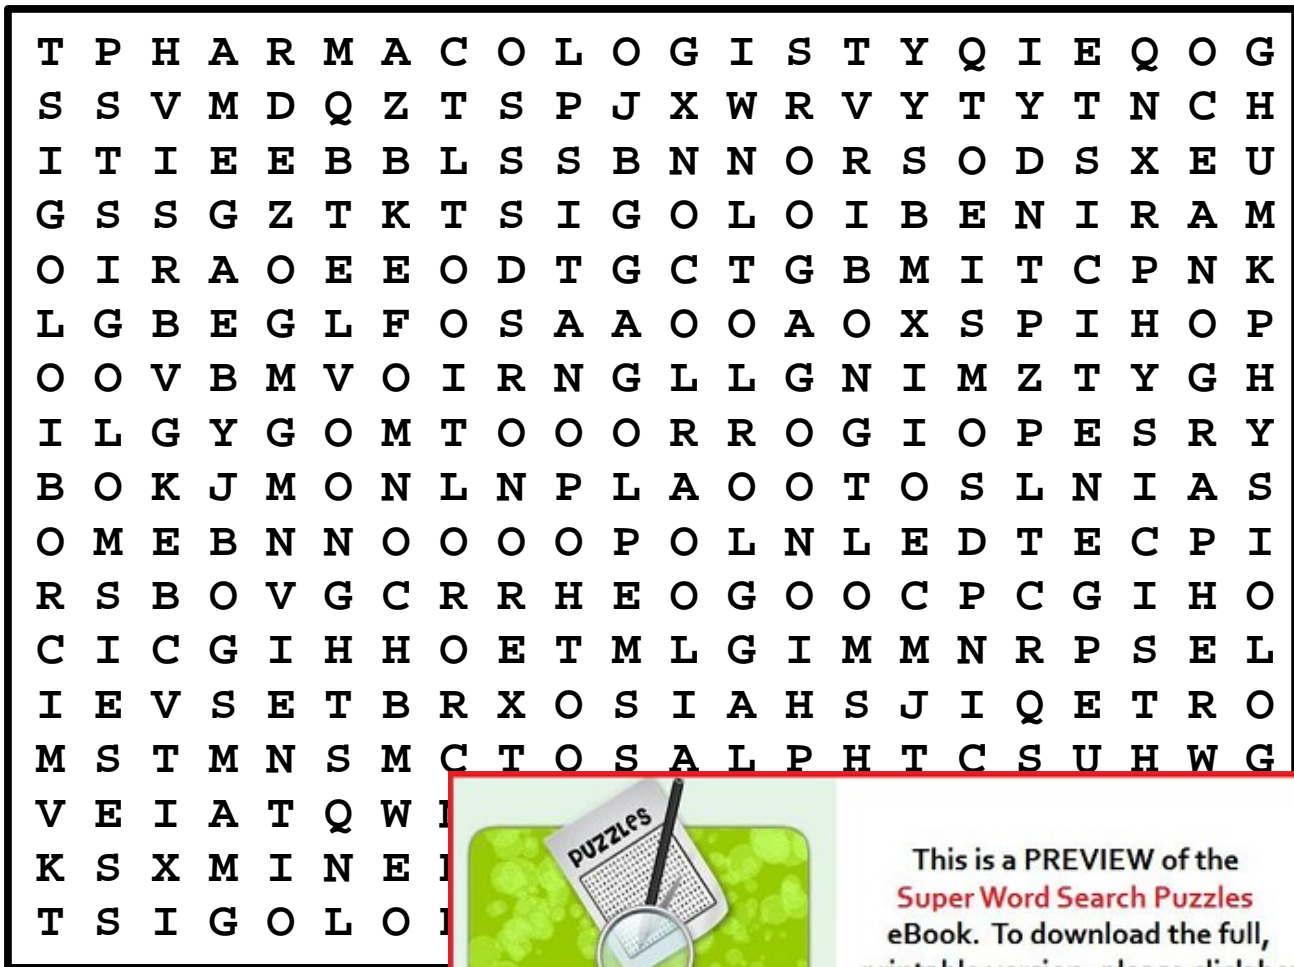 T P H A R M A C O L O G I S T Y Q I E Q O G
S S V M D Q Z T S P J X W R V Y T Y T N C H
I T I E E B B L S S B N N O R S O D S X E U
G S S G Z T K T S I G O L O I B E N I R A M
O I R A O E E O D T G C T G B M I T C P N K
L G B E G L F O S A A O O A O X S P I H O P
O O V B M V O I R N G L L G N I M Z T Y G H
I L G Y G O M T O O O R R O G I O P E S R Y
B O K J M O N L N P L A O O T O S L N I A S
O M E B N N O O O O P O L N L E D T E C P I
R S B O V G C R R H E O G O O C P C G I H O
C I C G I H H O E T M L G I M M N R P S E L
I E V S E T B R X O S I A H S J I Q E T R O
M S T M N S M C T O S A L P H T C S U H W G
V E I A T Q W
K S X M I N E
T S I G O L O
PUZZLES
This is a PREVIEW of the
Super Word Search Puzzles
eBook. To download the full,